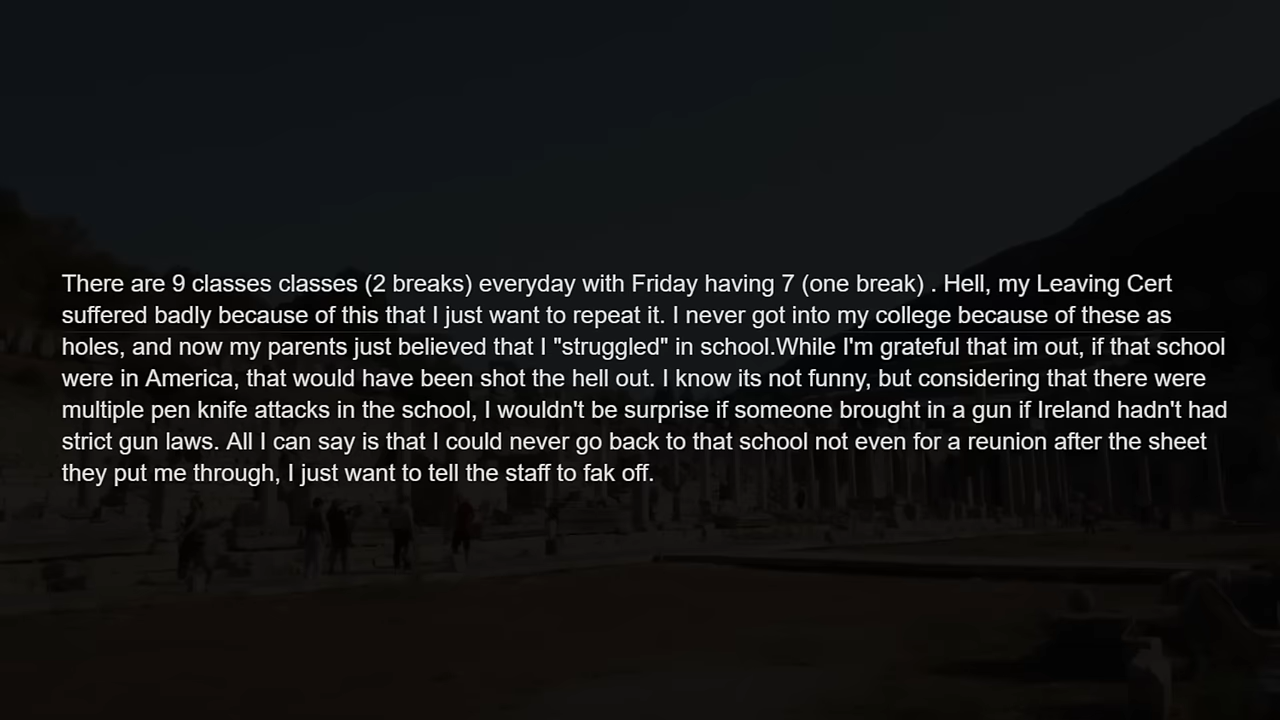 There are 9 classes classes (2 breaks) everyday with Friday having 7 (one break) . Hell, my Leaving Cert
suffered badly because of this that I just want to repeat it. I never got into my college because of these as
holes, and now my parents just believed that I "struggled" in school.While I'm grateful that im out, if that school
were in America, that would have been shot the hell out. I know its not funny, but considering that there were
multiple pen knife attacks in the school, I wouldn't be surprise if someone brought in a gun if Ireland hadn't had
strict gun laws. All I can say is that I could never go back to that school not even for a reunion after the sheet
they put me through, I just want to tell the staff to fak off.